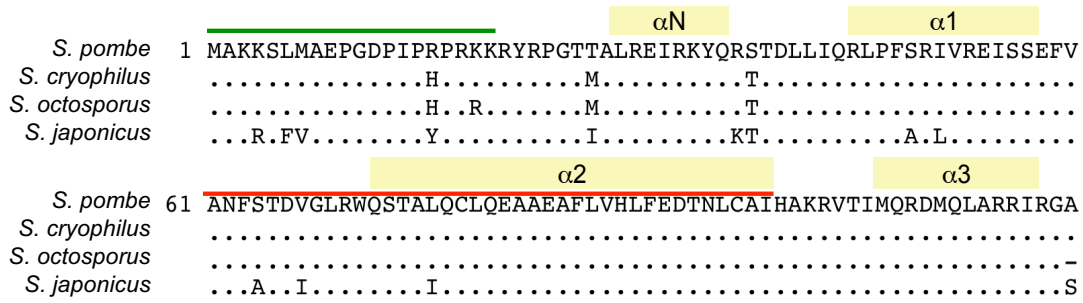 αN α1
S. pombe 1 MAKKSLMAEPGDPIPRPRKKRYRPGTTALREIRKYQRSTDLLIQRLPFSRIVREISSEFV
S. cryophilus ...............H..........M..........T......................
S. octosporus ...............H..R.......M..........T......................
S. japonicus ...R.FV........Y..........I.........KT..........A.L.........
α2 α3
S. pombe 61 ANFSTDVGLRWQSTALQCLQEAAEAFLVHLFEDTNLCAIHAKRVTIMQRDMQLARRIRGA
S. cryophilus ............................................................
S. octosporus ...........................................................–
S. japonicus ...A..I........I...........................................S